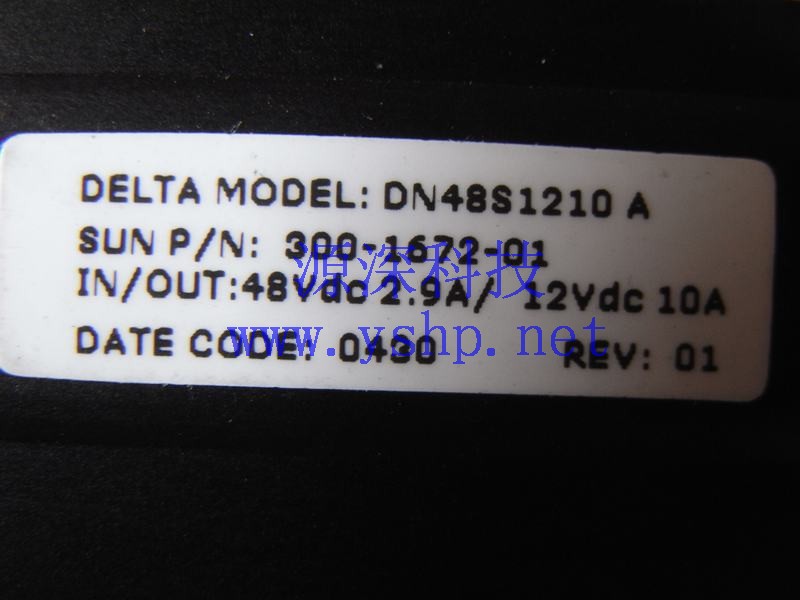 DELTA MODEL: DN48S1210 A
SUN P/N: 300-1672-01
源深科技
IN/OUT:48Vdc 2.9A/ 12Vdc 10A
www.yshp.net
DATE CODE: 0430 REV: 01